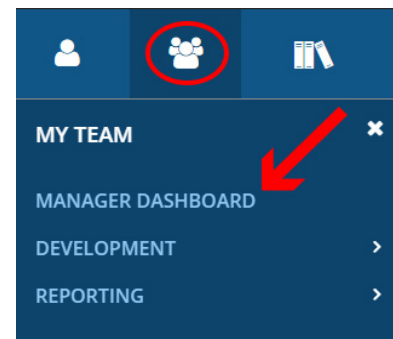 MY TEAM
MANAGER DASHBOARD
DEVELOPMENT
REPORTING